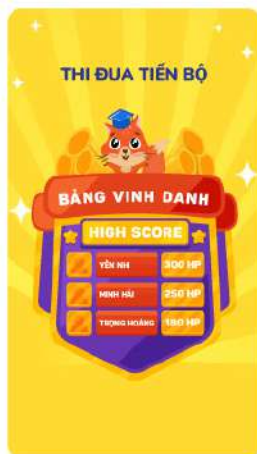 THI ĐUA TIẾN BỘ
BẢNG VINH DANH
HIGH SCORE
YẾN NHI 300 HP
MINH HẢI 250 HP
TRỌNG HOÀNG 180 HP